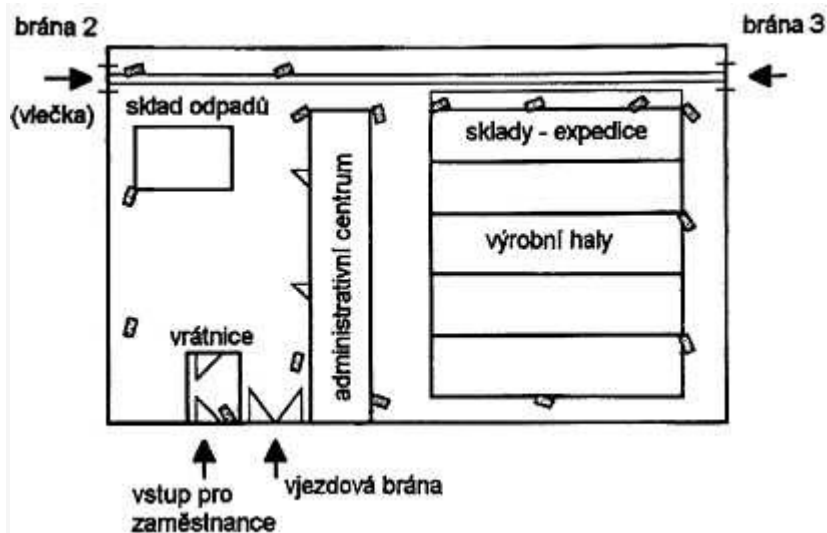 brána 2
brána 3
(vlečka)
sklad odpadů
sklady - expedice
výrobní haly
administrativní centrum
vrátnice
vstup pro
zaměstnance
vjezdová brána